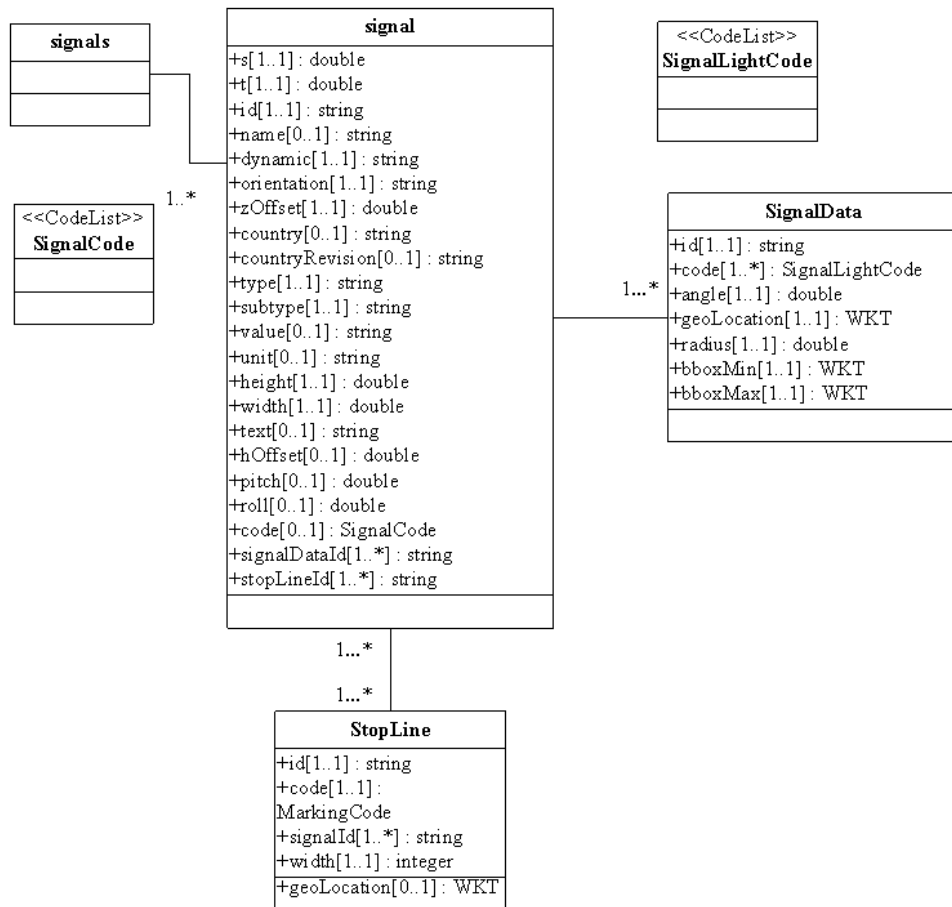 signals
signal
+s[1..1] : double
+t[1..1] : double
+id[1..1] : string
+name[0..1] : string
+dynamic[1..1] : string
+orientation[1..1] : string
+zOffset[1..1] : double
+country[0..1] : string
+countryRevision[0..1] : string
+type[1..1] : string
+subtype[1..1] : string
+value[0..1] : string
+unit[0..1] : string
+height[1..1] : double
+width[1..1] : double
+text[0..1] : string
+hOffset[0..1] : double
+pitch[0..1] : double
+roll[0..1] : double
+code[0..1] : SignalCode
+signalDataId[1..*] : string
+stopLineId[1..*] : string
1..*
<<CodeList>>
SignalCode
<<CodeList>>
SignalLightCode
SignalData
+id[1..1] : string
+code[1..*] : SignalLightCode
+angle[1..1] : double
+geoLocation[1..1] : WKT
+radius[1..1] : double
+bboxMin[1..1] : WKT
+bboxMax[1..1] : WKT
1...*
1...*
1...*
StopLine
+id[1..1] : string
+code[1..1] :
MarkingCode
+signalId[1..*] : string
+width[1..1] : integer
+geoLocation[0..1] : WKT